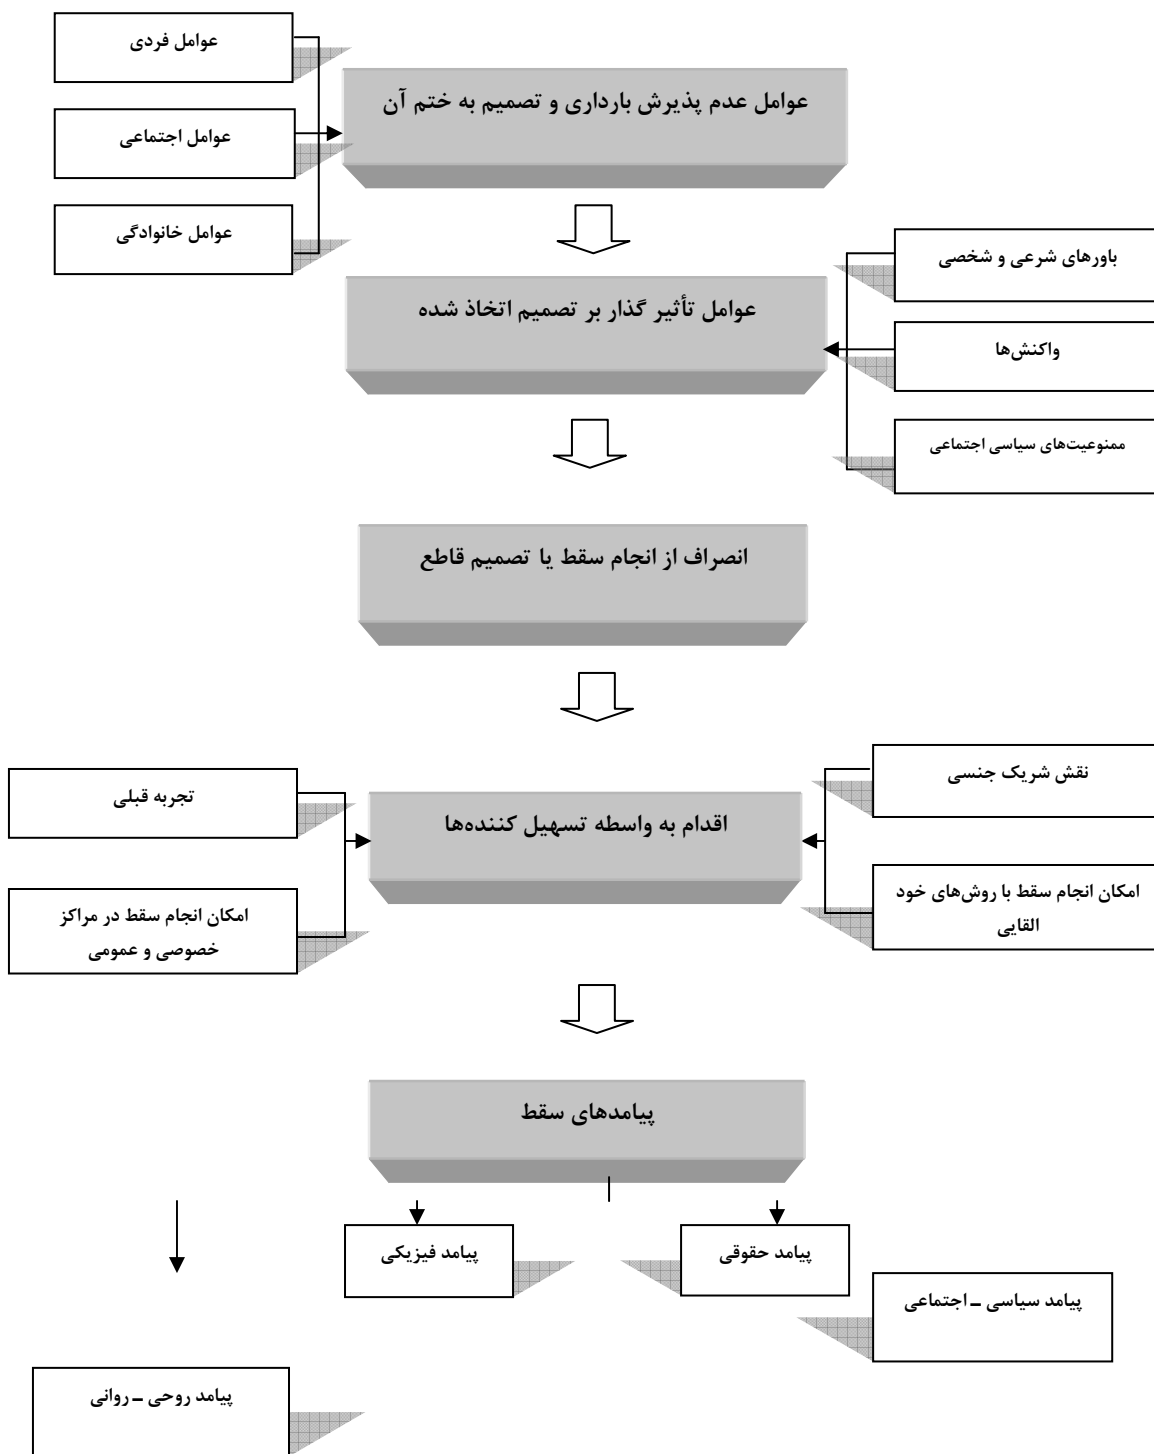 عوامل فردی
عوامل عدم پذیرش بارداری و تصمیم به ختم آن
عوامل اجتماعی
عوامل خانوادگی
باورهای شرعی و شخصی
عوامل تأثیر گذار بر تصمیم اتخاذ شده
واکنش‌ها
ممنوعیت‌های سیاسی اجتماعی
انصراف از انجام سقط یا تصمیم قاطع
نقش شریک جنسی
تجربه قبلی
اقدام به واسطه تسهیل کننده‌ها
امکان انجام سقط با روش‌های خود
القایی
امکان انجام سقط در مراکز
خصوصی و عمومی
پیامدهای سقط
پیامد حقوقی
پیامد فیزیکی
پیامد سیاسی ــ اجتماعی
پیامد روحی ــ روانی